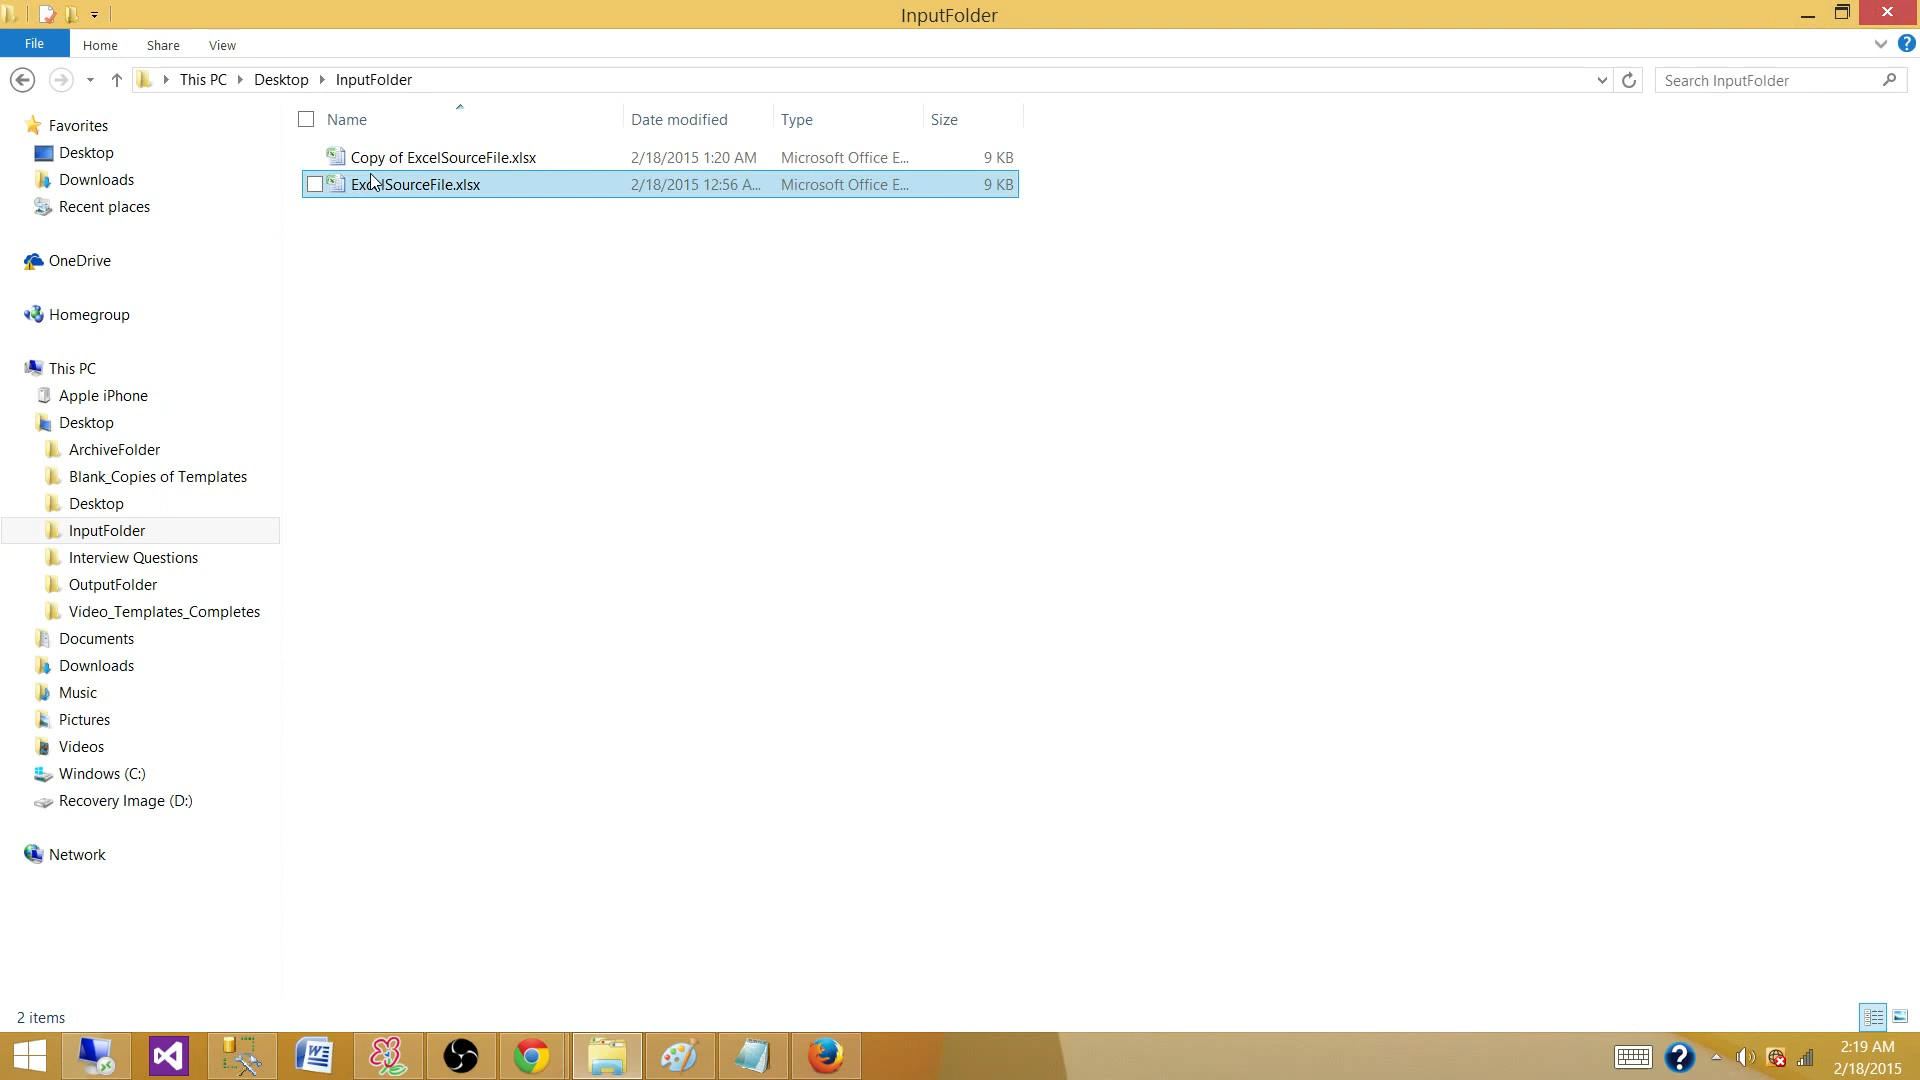 InputFolder
File Home Share View
This PC Desktop InputFolder
Search InputFolder
Name Date modified Type Size
Copy of ExcelSourceFile.xlsx 2/18/2015 1:20 AM Microsoft Office E... 9 KB
ExcelSourceFile.xlsx 2/18/2015 12:56 A... Microsoft Office E... 9 KB
Favorites
Desktop
Downloads
Recent places
OneDrive
Homegroup
This PC
Apple iPhone
Desktop
ArchiveFolder
Blank_Copies of Templates
Desktop
InputFolder
Interview Questions
OutputFolder
Video_Templates_Completes
Documents
Downloads
Music
Pictures
Videos
Windows (C:)
Recovery Image (D:)
Network
2 items
2:19 AM
2/18/2015